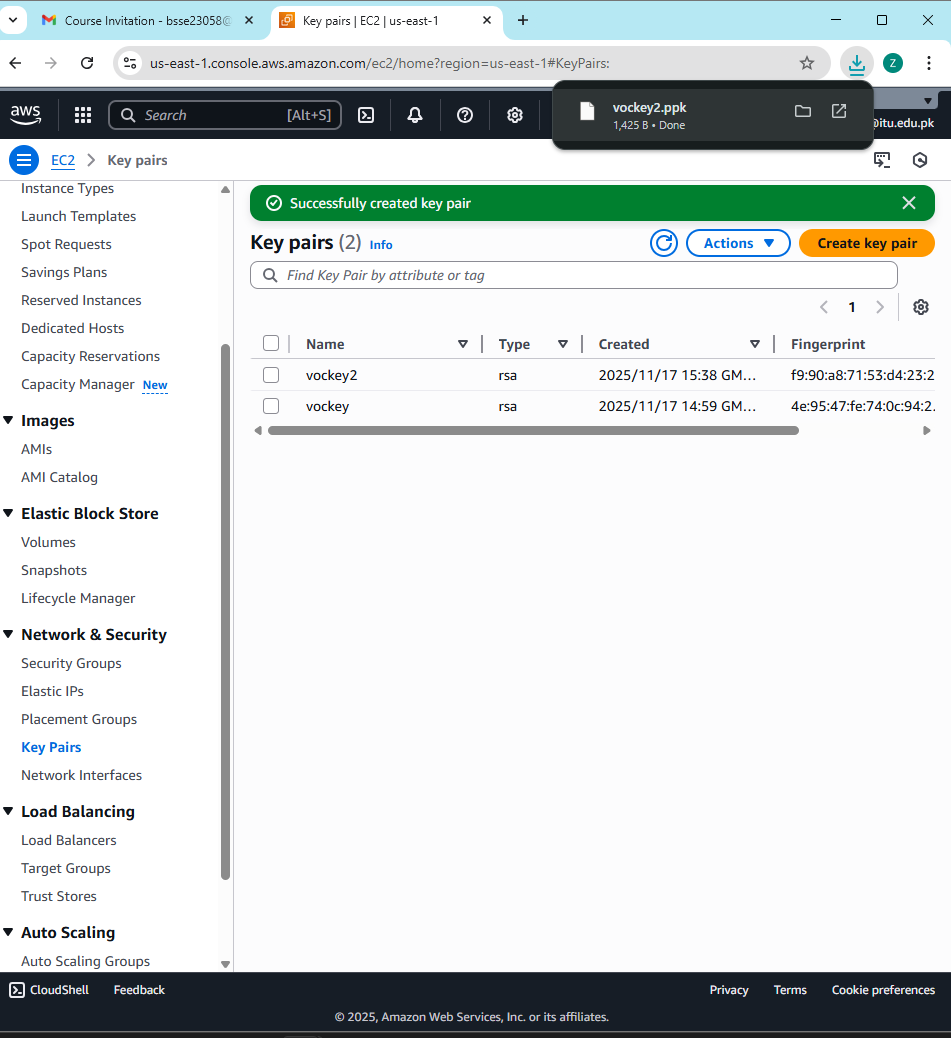 Course Invitation - bsse23058@
Key pairs | EC2 | us-east-1
us-east-1.console.aws.amazon.com/ec2/home?region=us-east-1#KeyPairs:
Z
aws
Search [Alt+S]
vockey2.ppk
1,425 B • Done
@itu.edu.pk
EC2 > Key pairs
Instance Types
Launch Templates
Spot Requests
Savings Plans
Reserved Instances
Dedicated Hosts
Capacity Reservations
Capacity Manager New
Images
AMIs
AMI Catalog
Elastic Block Store
Volumes
Snapshots
Lifecycle Manager
Network & Security
Security Groups
Elastic IPs
Placement Groups
Key Pairs
Network Interfaces
Load Balancing
Load Balancers
Target Groups
Trust Stores
Auto Scaling
Auto Scaling Groups
Successfully created key pair
Key pairs (2) Info
Actions
Create key pair
Find Key Pair by attribute or tag
1
Name Type Created Fingerprint
vockey2 rsa 2025/11/17 15:38 GM... f9:90:a8:71:53:d4:23:2
vockey rsa 2025/11/17 14:59 GM... 4e:95:47:fe:74:0c:94:2.
CloudShell Feedback Privacy Terms Cookie preferences
© 2025, Amazon Web Services, Inc. or its affiliates.